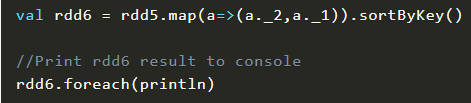 val rdd6 = rdd5.map(a=>(a._2,a._1)).sortByKey()
//Print rdd6 result to console
rdd6.foreach(println)